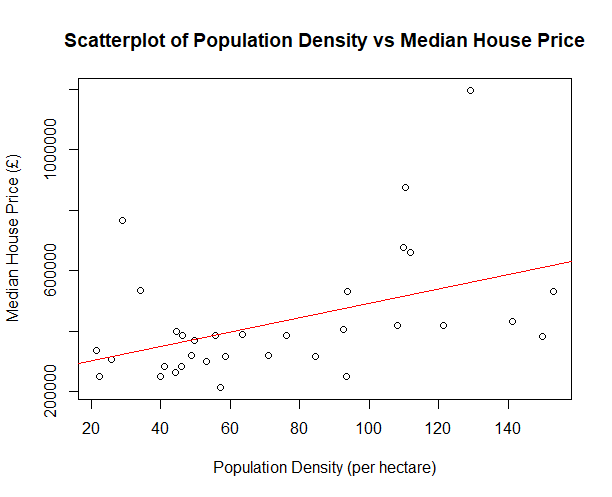 Scatterplot of Population Density vs Median House Price
Median House Price (£)
1000000
600000
200000
20 40 60 80 100 120 140
Population Density (per hectare)